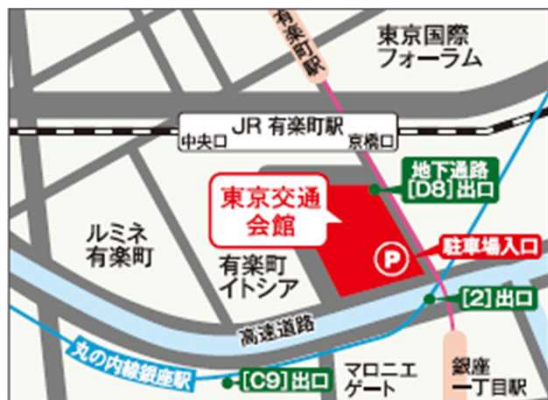 有楽町駅
東京国際
フォーラム
JR 有楽町駅
中央口
京橋口
地下通路
[D8]出口
東京交通
会館
駐車場入口
P
ルミネ
有楽町
有楽町
イトシア
[2]出口
高速道路
丸の内線銀座駅
[C9]出口
マロニエ
ゲート
銀座
一丁目駅